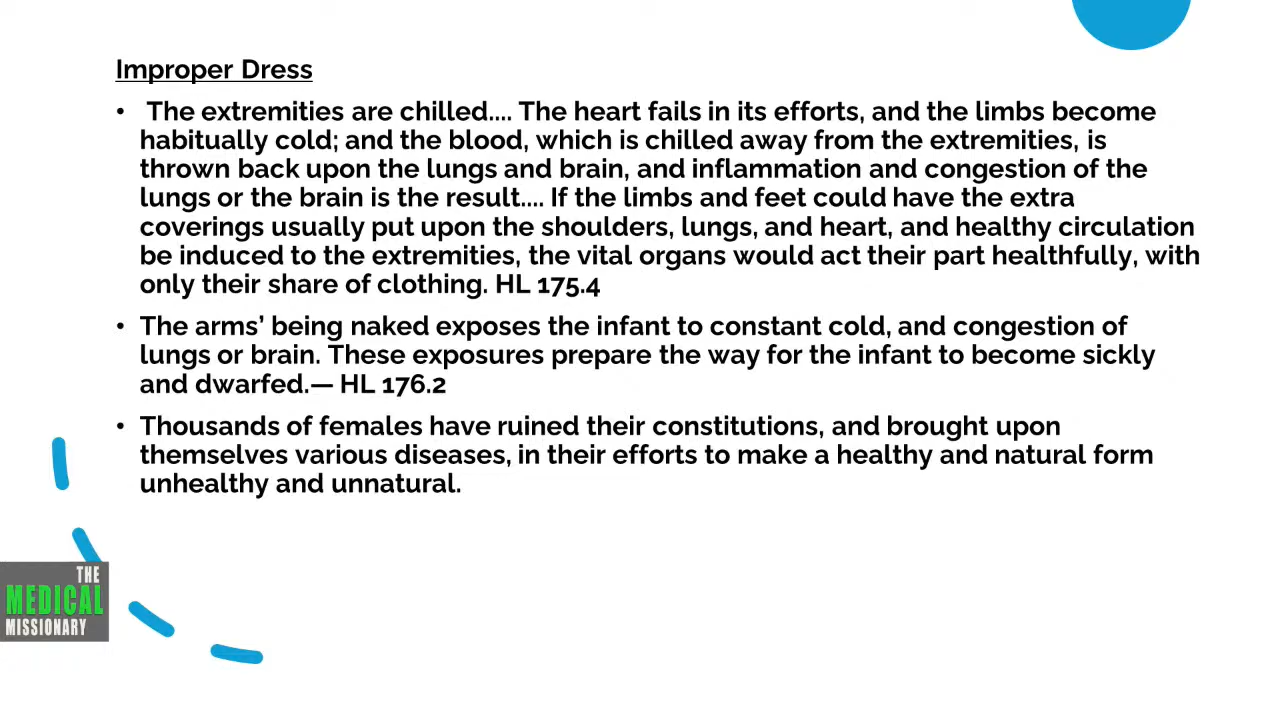 Improper Dress
• The extremities are chilled.... The heart fails in its efforts, and the limbs become
habitually cold; and the blood, which is chilled away from the extremities, is
thrown back upon the lungs and brain, and inflammation and congestion of the
lungs or the brain is the result.... If the limbs and feet could have the extra
coverings usually put upon the shoulders, lungs, and heart, and healthy circulation
be induced to the extremities, the vital organs would act their part healthfully, with
only their share of clothing. HL 175.4
• The arms’ being naked exposes the infant to constant cold, and congestion of
lungs or brain. These exposures prepare the way for the infant to become sickly
and dwarfed.— HL 176.2
• Thousands of females have ruined their constitutions, and brought upon
themselves various diseases, in their efforts to make a healthy and natural form
unhealthy and unnatural.
THE
MEDICAL
MISSIONARY